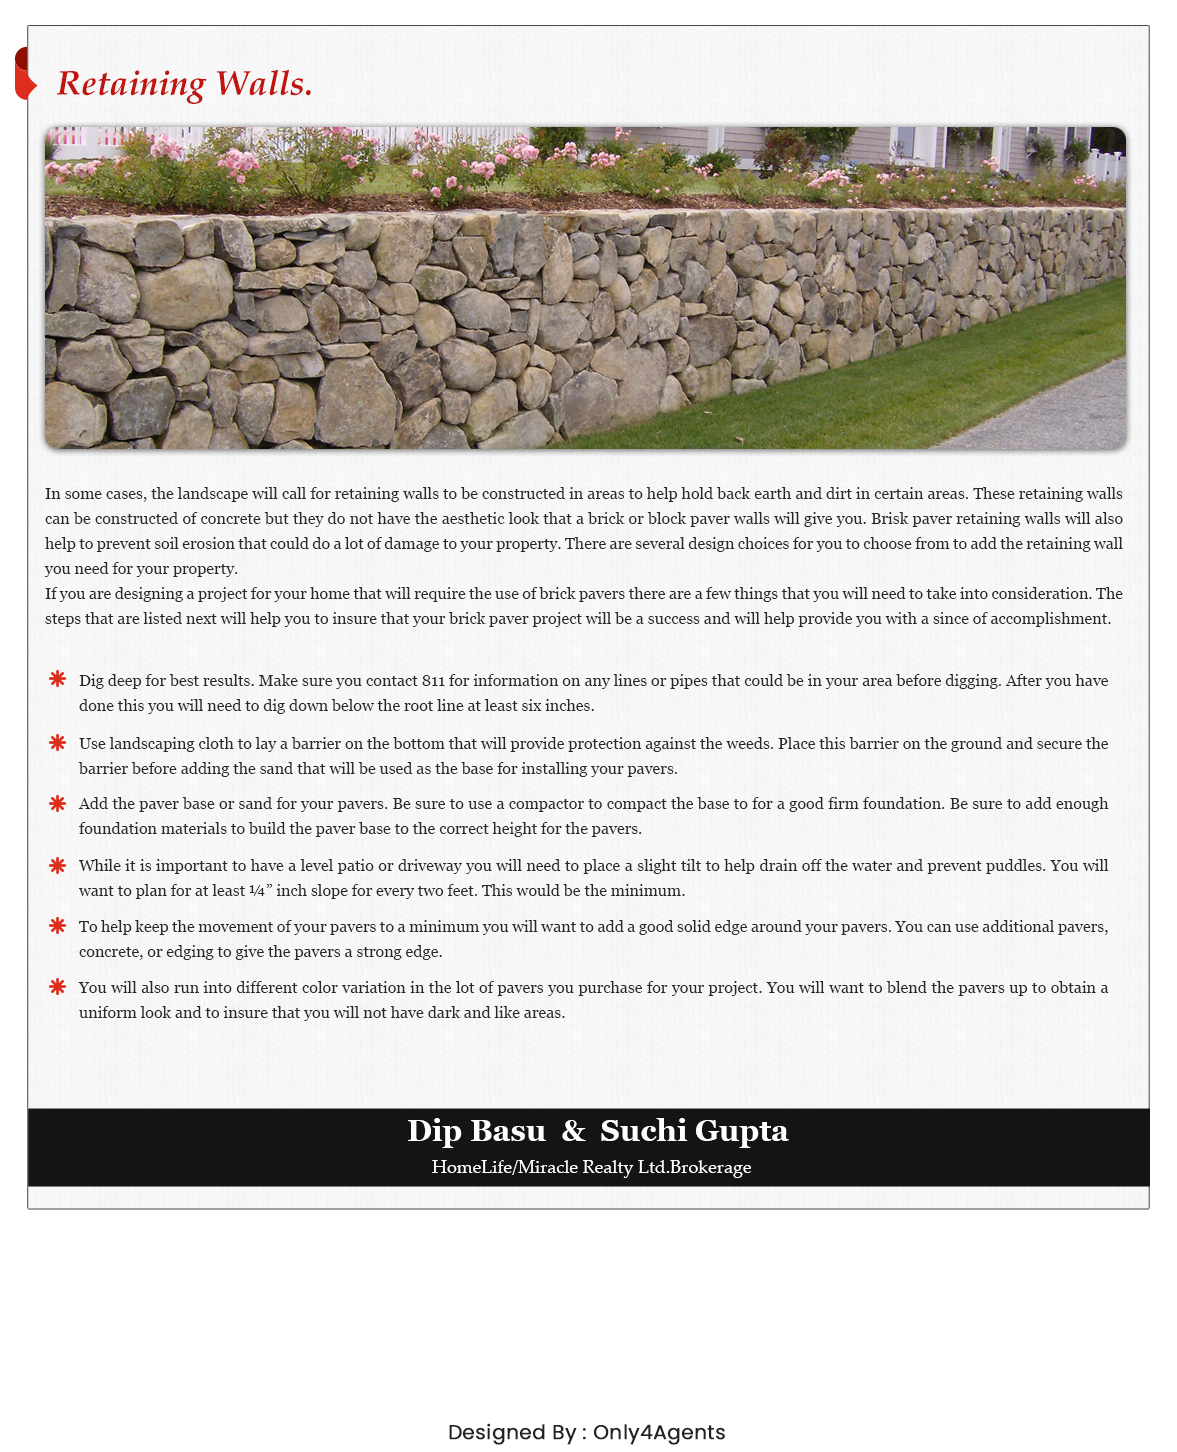 Retaining Walls.
In some cases, the landscape will call for retaining walls to be constructed in areas to help hold back earth and dirt in certain areas. These retaining walls
can be constructed of concrete but they do not have the aesthetic look that a brick or block paver walls will give you. Brisk paver retaining walls will also
help to prevent soil erosion that could do a lot of damage to your property. There are several design choices for you to choose from to add the retaining wall
you need for your property.
If you are designing a project for your home that will require the use of brick pavers there are a few things that you will need to take into consideration. The
steps that are listed next will help you to insure that your brick paver project will be a success and will help provide you with a since of accomplishment.
Dig deep for best results. Make sure you contact 811 for information on any lines or pipes that could be in your area before digging. After you have
done this you will need to dig down below the root line at least six inches.
Use landscaping cloth to lay a barrier on the bottom that will provide protection against the weeds. Place this barrier on the ground and secure the
barrier before adding the sand that will be used as the base for installing your pavers.
Add the paver base or sand for your pavers. Be sure to use a compactor to compact the base to for a good firm foundation. Be sure to add enough
foundation materials to build the paver base to the correct height for the pavers.
While it is important to have a level patio or driveway you will need to place a slight tilt to help drain off the water and prevent puddles. You will
want to plan for at least ¼” inch slope for every two feet. This would be the minimum.
To help keep the movement of your pavers to a minimum you will want to add a good solid edge around your pavers. You can use additional pavers,
concrete, or edging to give the pavers a strong edge.
You will also run into different color variation in the lot of pavers you purchase for your project. You will want to blend the pavers up to obtain a
uniform look and to insure that you will not have dark and like areas.
Dip Basu & Suchi Gupta
HomeLife/Miracle Realty Ltd.Brokerage
Designed By : Only4Agents